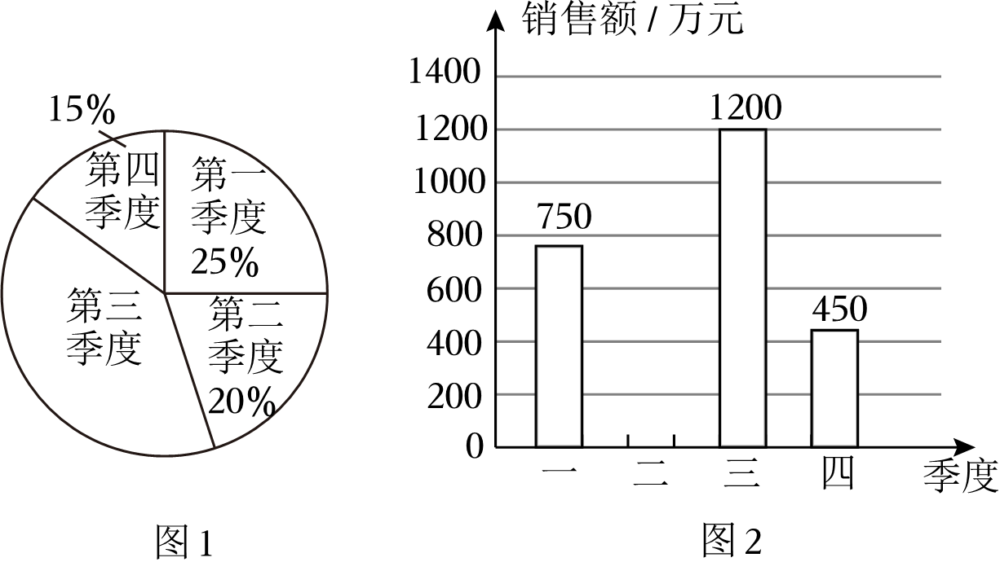 15%
第四
季度
第一
季度
25%
第三
季度
第二
季度
20%
图1
销售额 / 万元
1400
1200
1000
800
600
400
200
0
750
1200
450
一
二
三
四
季度
图2